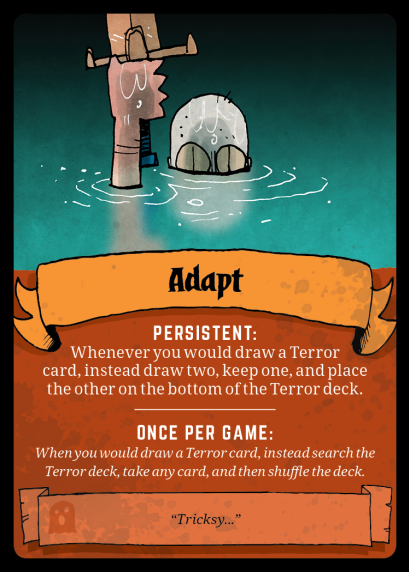 Adapt
PERSISTENT:
Whenever you would draw a Terror
card, instead draw two, keep one, and place
the other on the bottom of the Terror deck.
ONCE PER GAME:
When you would draw a Terror card, instead search the
Terror deck, take any card, and then shuffle the deck.
“Tricksy...”